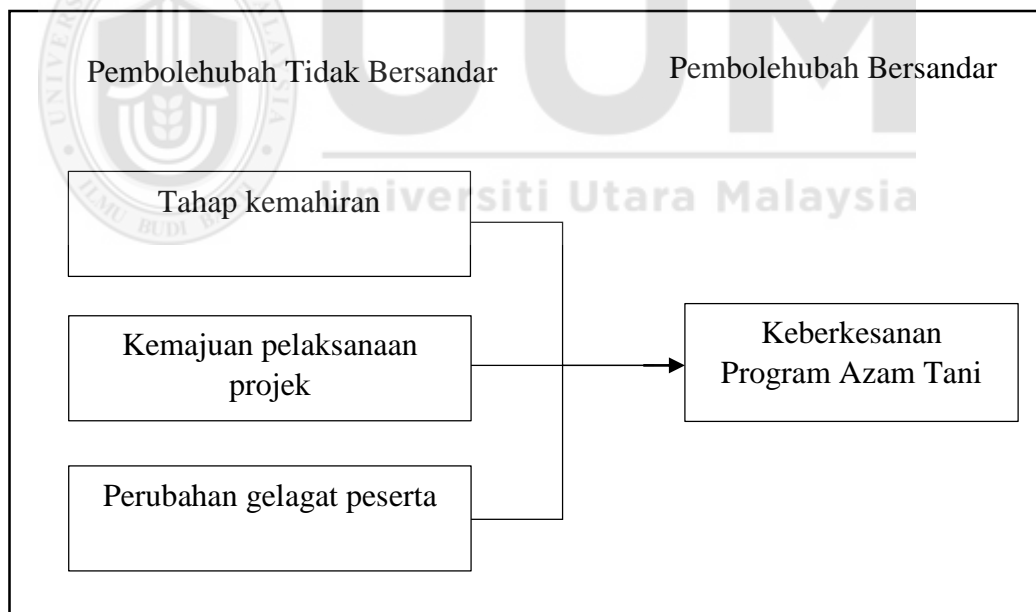 UUM
Pembolehubah Tidak Bersandar
Pembolehubah Bersandar
Universiti Utara Malaysia
Tahap kemahiran
Kemajuan pelaksanaan
projek
Perubahan gelagat peserta
Keberkesanan
Program Azam Tani